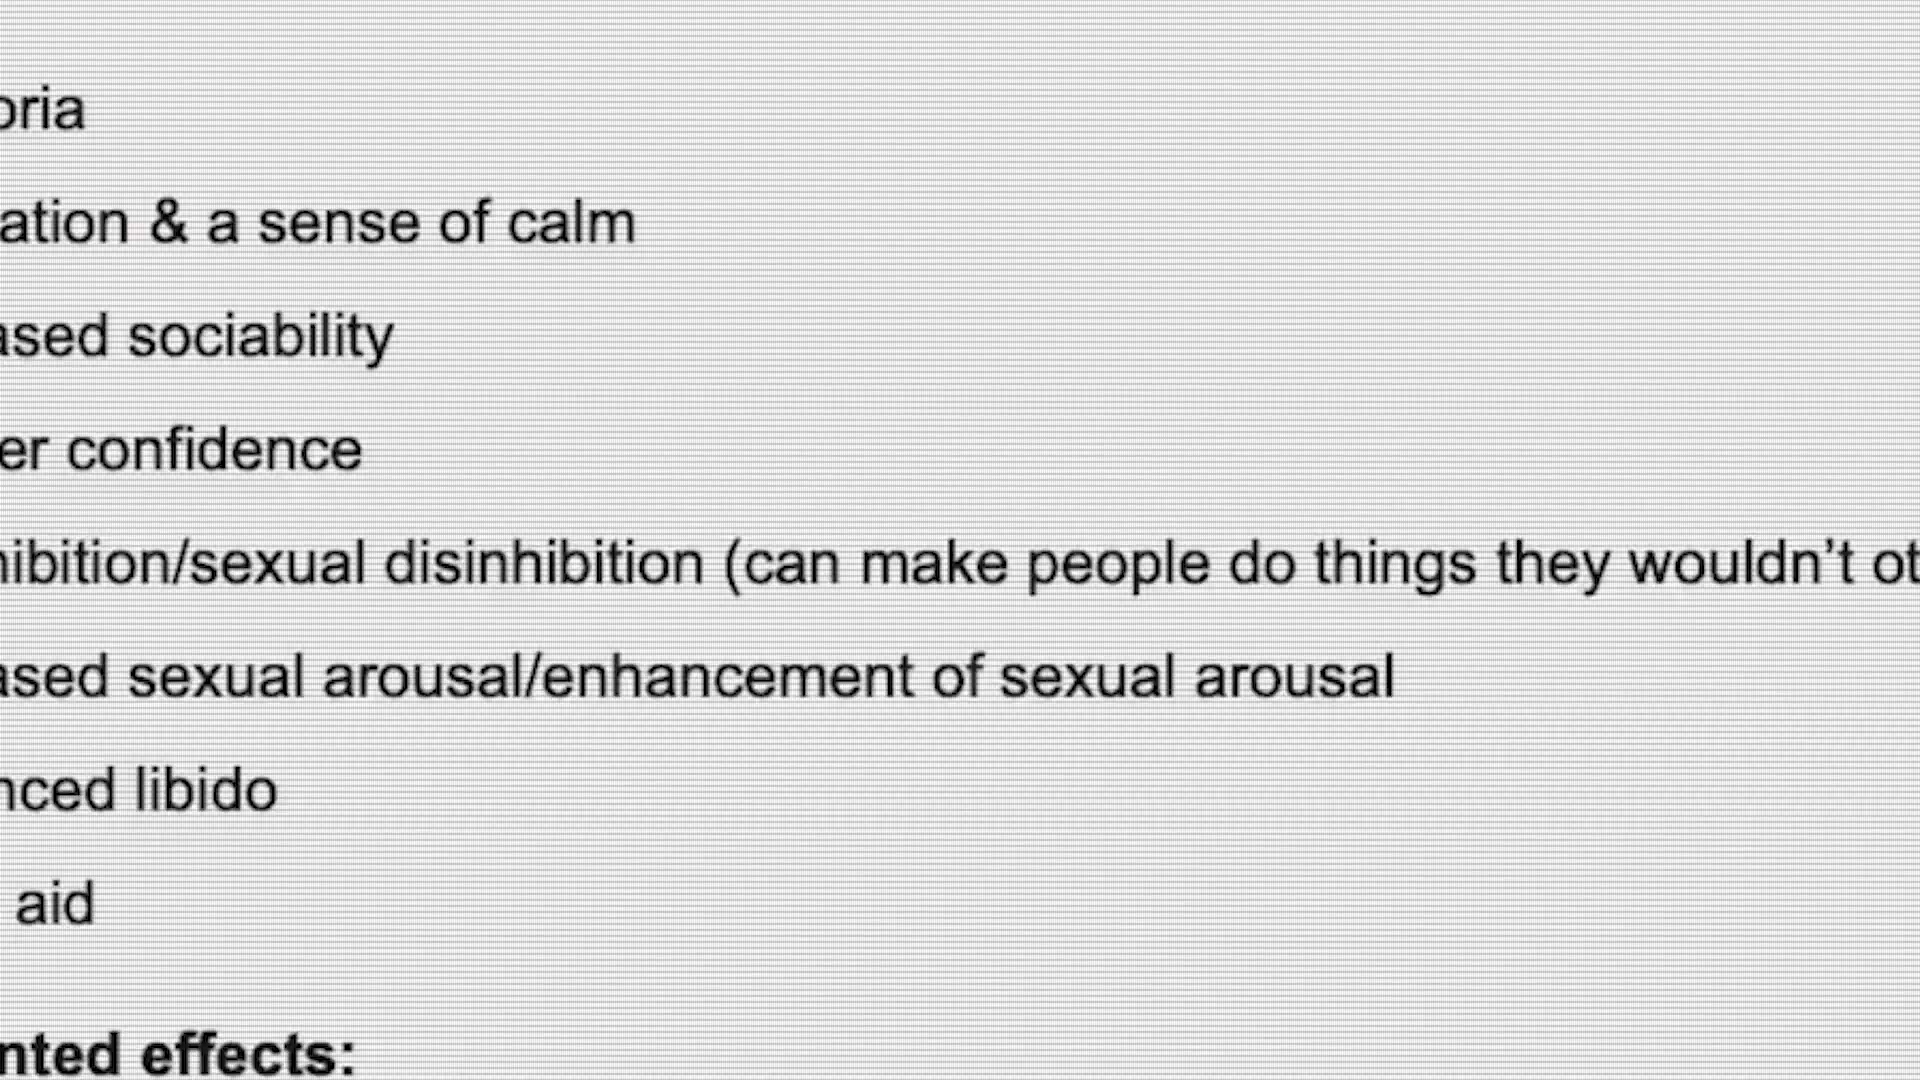 oria
ation & a sense of calm
ased sociability
er confidence
hibition/sexual disinhibition (can make people do things they wouldn’t ot
ased sexual arousal/enhancement of sexual arousal
nced libido
aid
nted effects: